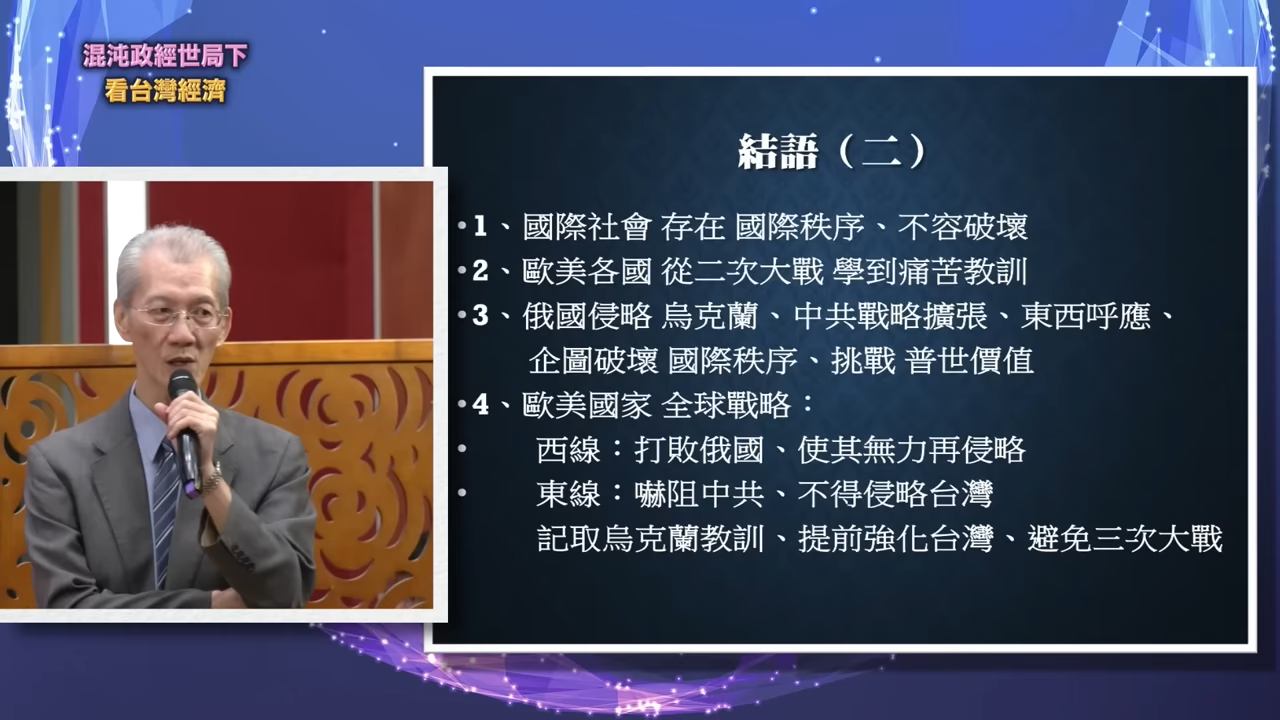 混沌政經世局下
看台灣經濟
結語（二）
•1、國際社會 存在 國際秩序、不容破壞
•2、歐美各國 從二次大戰 學到痛苦教訓
•3、俄國侵略 烏克蘭、中共戰略擴張、東西呼應、
企圖破壞 國際秩序、挑戰 普世價值
•4、歐美國家 全球戰略：
• 西線：打敗俄國、使其無力再侵略
• 東線：嚇阻中共、不得侵略台灣
記取烏克蘭教訓、提前強化台灣、避免三次大戰